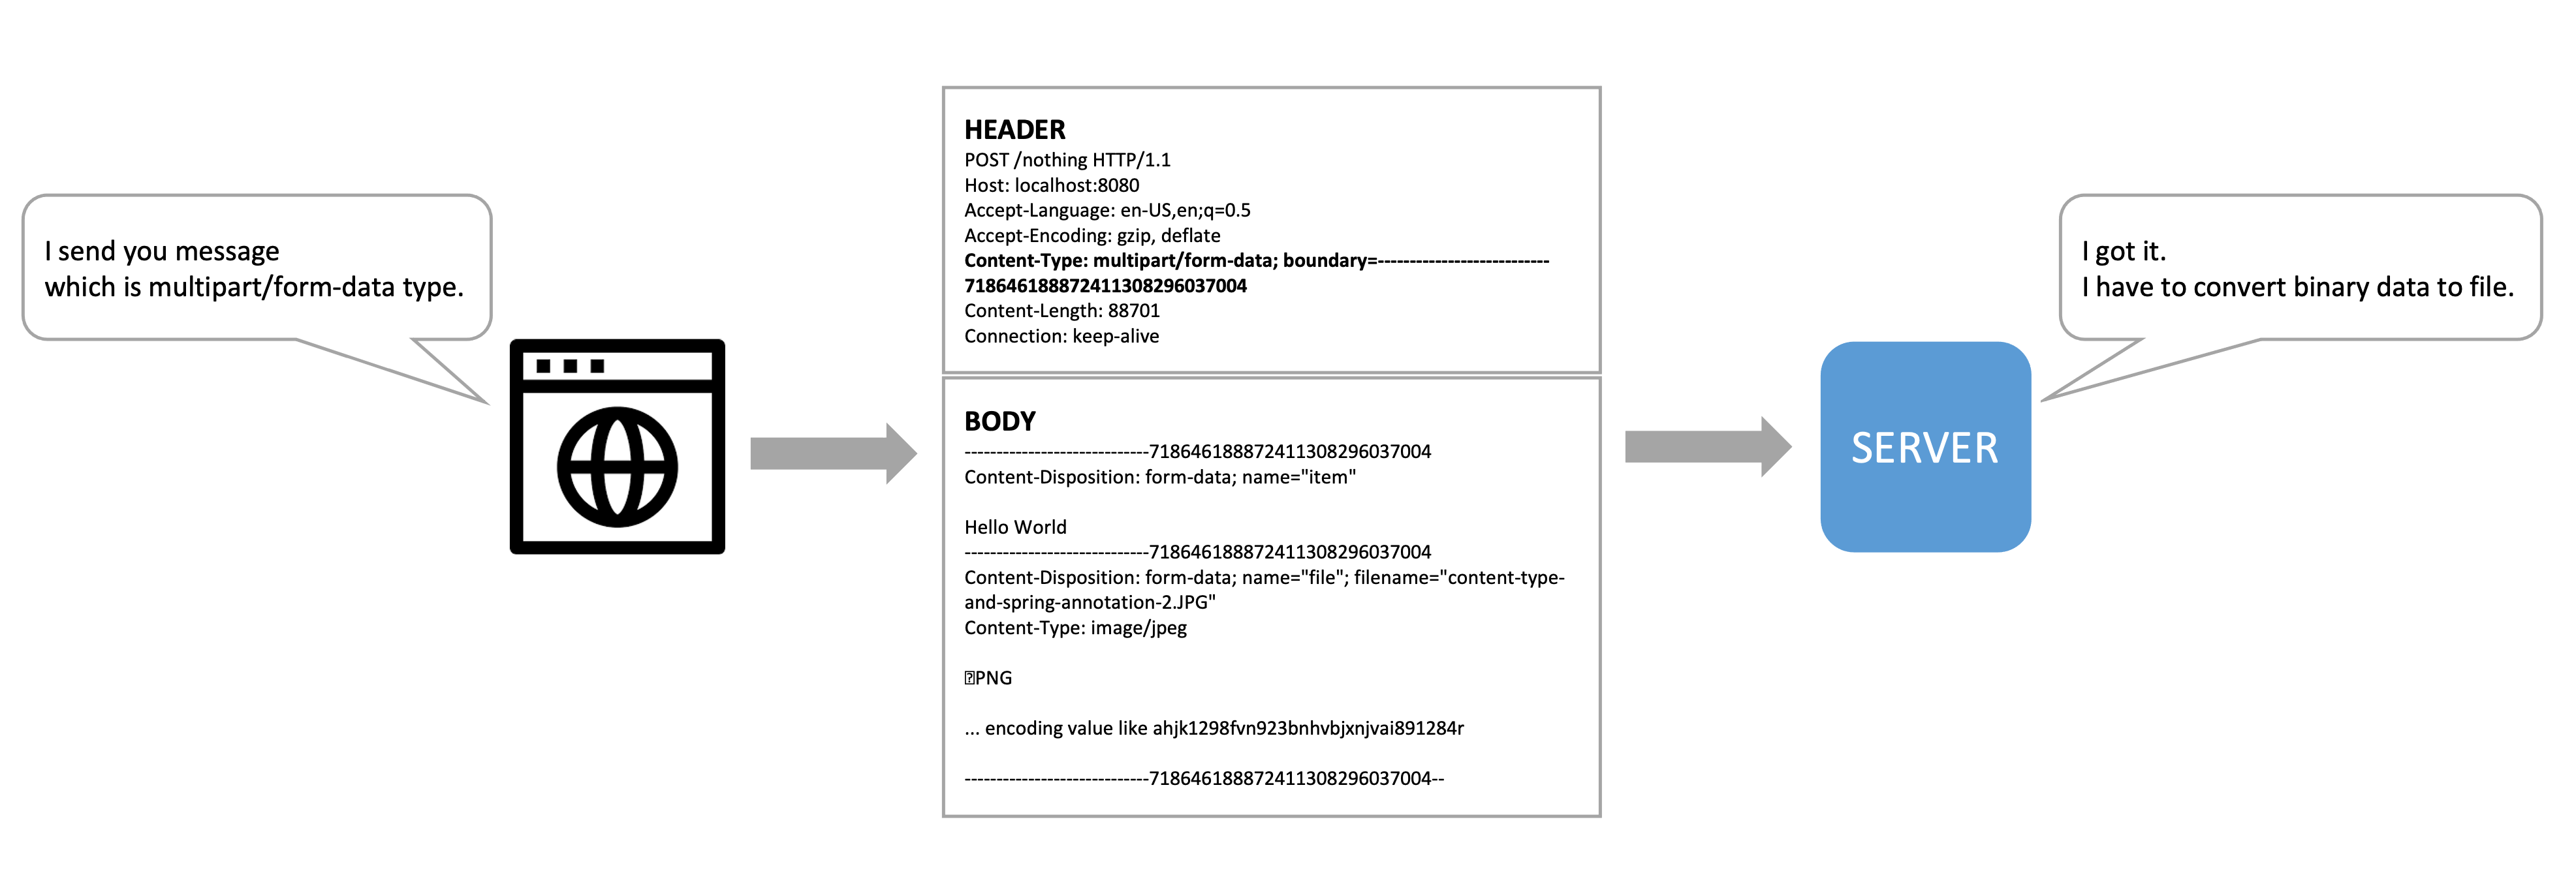 I send you message
which is multipart/form-data type.
HEADER
POST /nothing HTTP/1.1
Host: localhost:8080
Accept-Language: en-US,en;q=0.5
Accept-Encoding: gzip, deflate
Content-Type: multipart/form-data; boundary=---------------------------
71864618887241130829603​7004
Content-Length: 88701
Connection: keep-alive
BODY
-----------------------------718646188872411308296037004
Content-Disposition: form-data; name="item"
Hello World
-----------------------------718646188872411308296037004
Content-Disposition: form-data; name="file"; filename="content-type-
and-spring-annotation-2.JPG"
Content-Type: image/jpeg
PNG
... encoding value like ahjk1298fvn923bnhvbjxnjvai891284r
-----------------------------718646188872411308296037004--
SERVER
I got it.
I have to convert binary data to file.